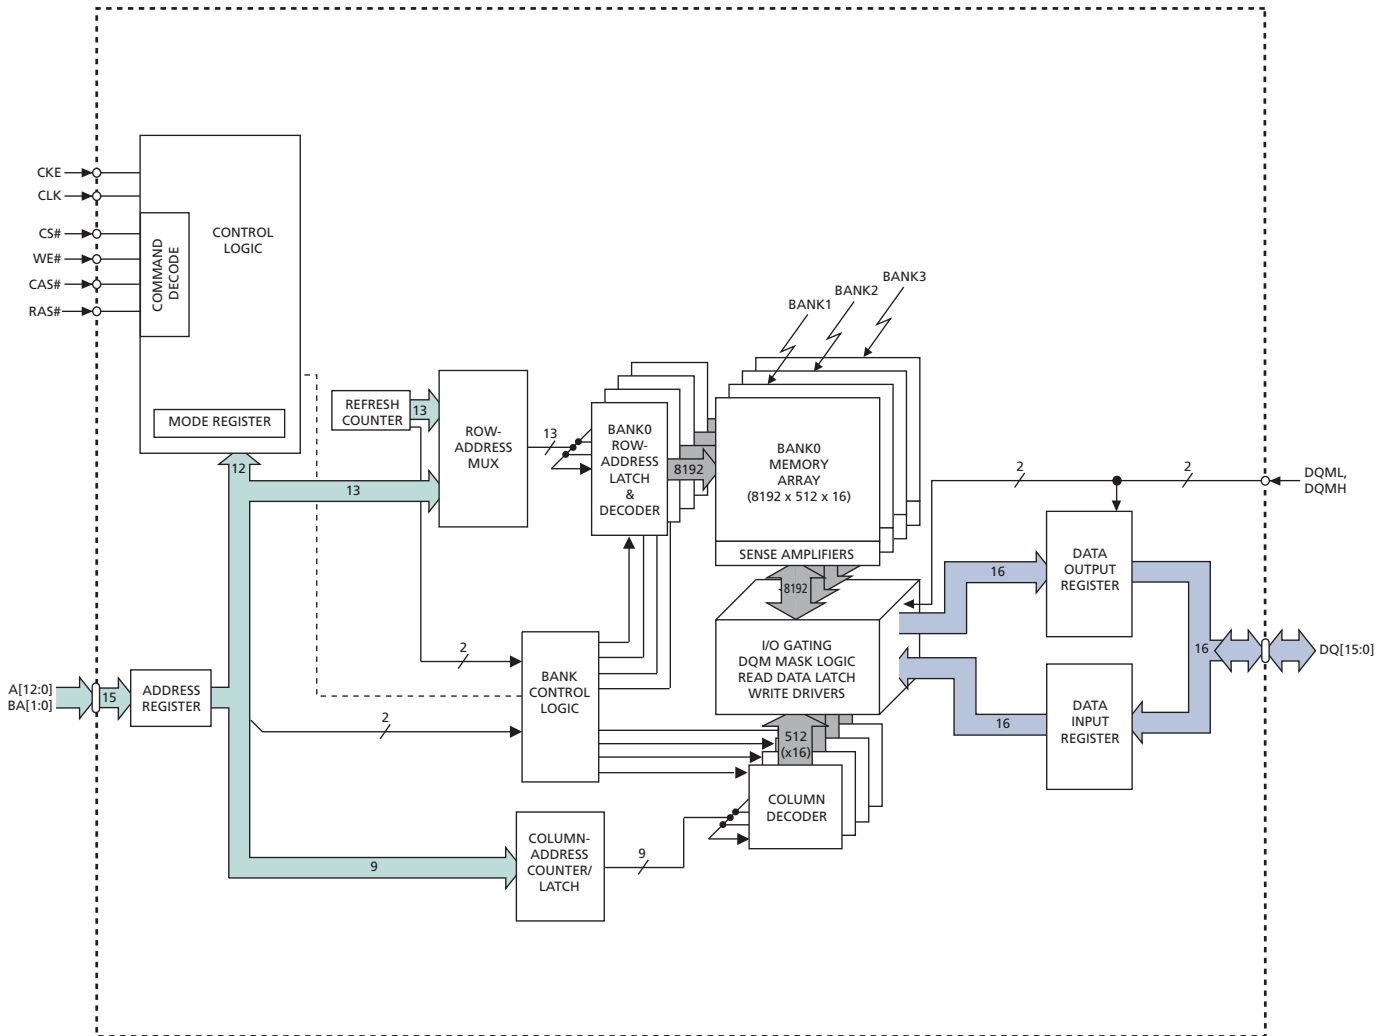 CKE
CLK
CS#
WE#
CAS#
RAS#
COMMAND
DECODE
CONTROL
LOGIC
MODE REGISTER
12
REFRESH
COUNTER
13
13
ROW-
ADDRESS
MUX
13
BANK0
ROW-
ADDRESS
LATCH
&
DECODER
8192
BANK1
BANK2
BANK3
BANK0
MEMORY
ARRAY
(8192 x 512 x 16)
SENSE AMPLIFIERS
8192
I/O GATING
DQM MASK LOGIC
READ DATA LATCH
WRITE DRIVERS
2
2
DQML,
DQMH
16
DATA
OUTPUT
REGISTER
16
DQ[15:0]
16
DATA
INPUT
REGISTER
A[12:0]
BA[1:0]
15
ADDRESS
REGISTER
2
2
BANK
CONTROL
LOGIC
512
(x16)
COLUMN
DECODER
9
COLUMN-
ADDRESS
COUNTER/
LATCH
9